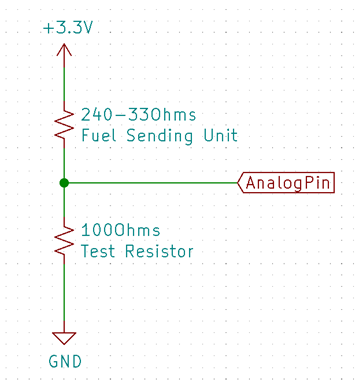 +3.3V
240-33Ohms
Fuel Sending Unit
AnalogPin
100Ohms
Test Resistor
GND